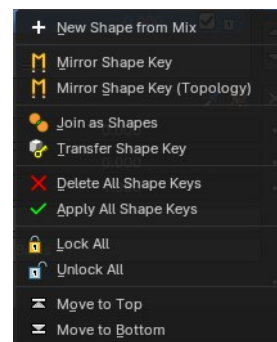 New Shape from Mix
Mirror Shape Key
Mirror Shape Key (Topology)
Join as Shapes
Transfer Shape Key
Delete All Shape Keys
Apply All Shape Keys
Lock All
Unlock All
Move to Top
Move to Bottom